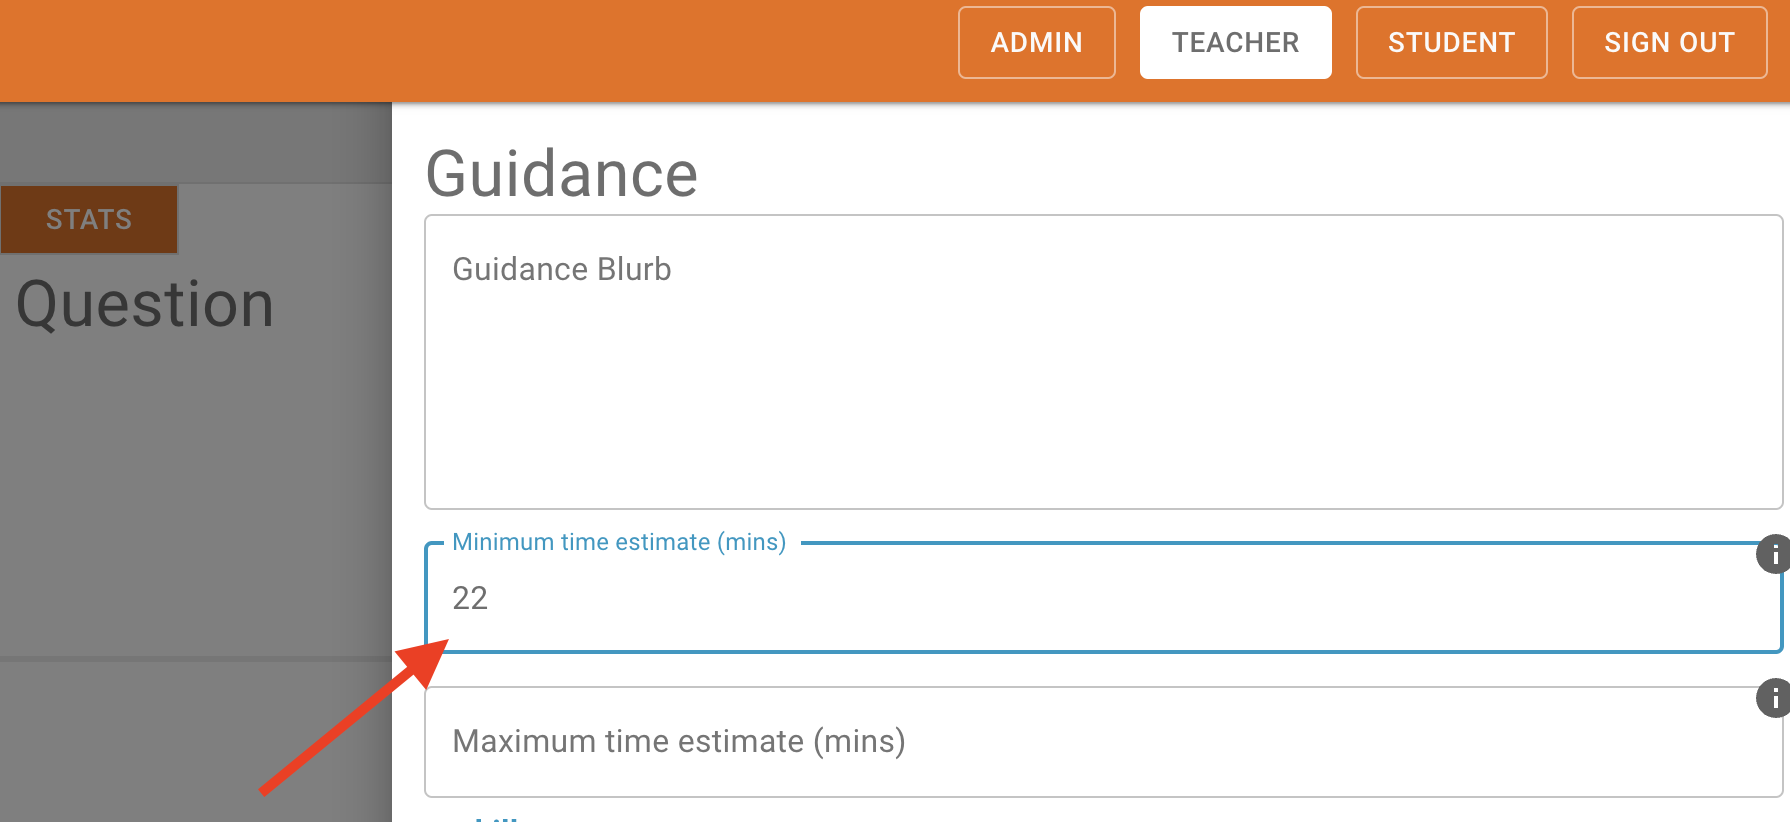 ADMIN
TEACHER
STUDENT
SIGN OUT
STATS
Question
Guidance
Guidance Blurb
Minimum time estimate (mins)
22
Maximum time estimate (mins)